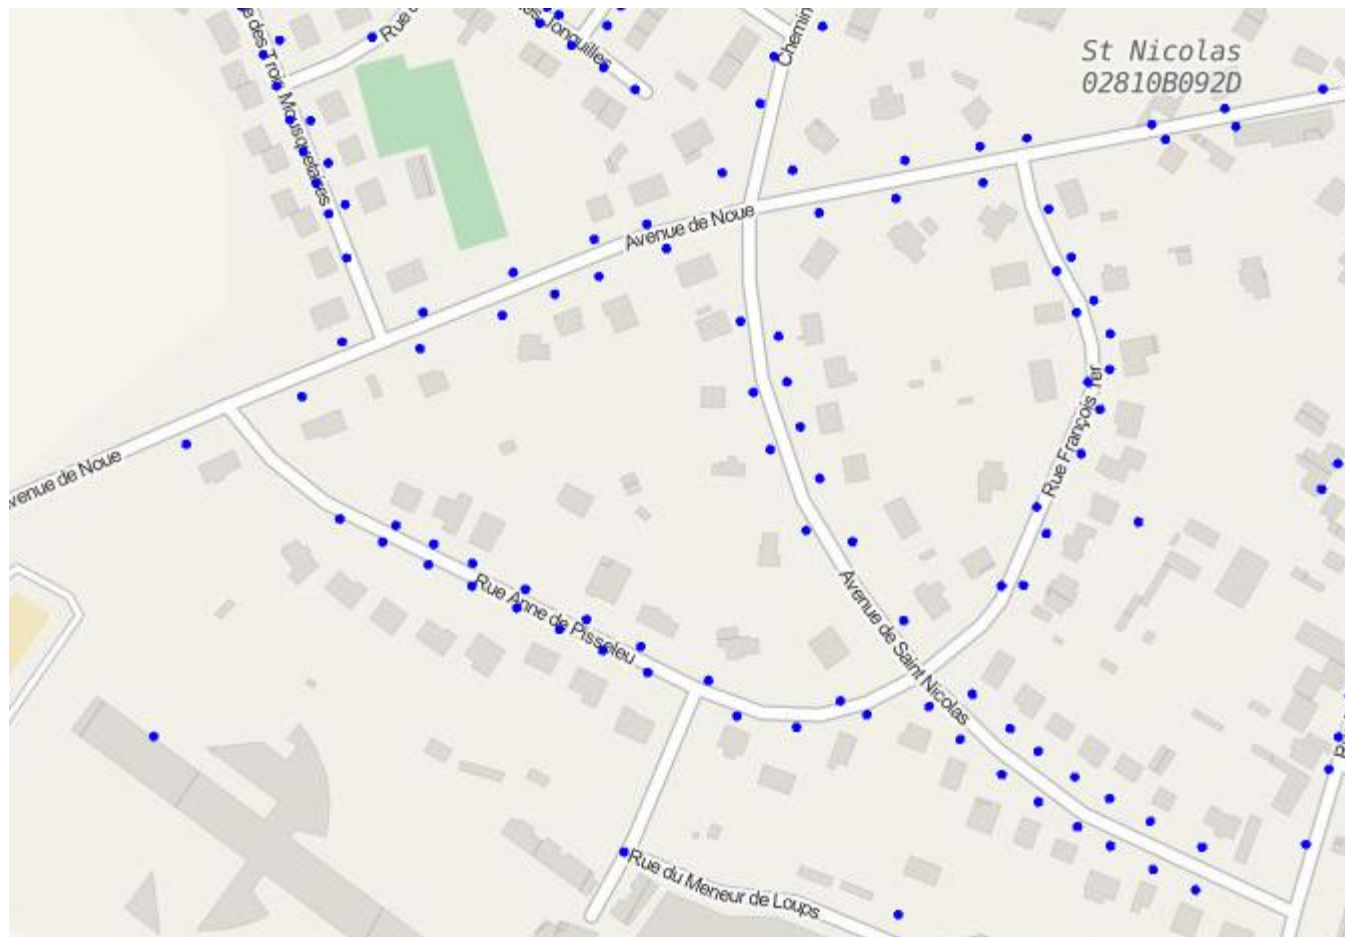 St Nicolas
02810B092D
Rue
Jonquilles
Chemin
des Trois Mousquetaires
Avenue de Noue
Rue François 1er
Avenue de Noue
Rue Anne de Pisseleu
Avenue de Saint Nicolas
Rue du Meneur de Loups